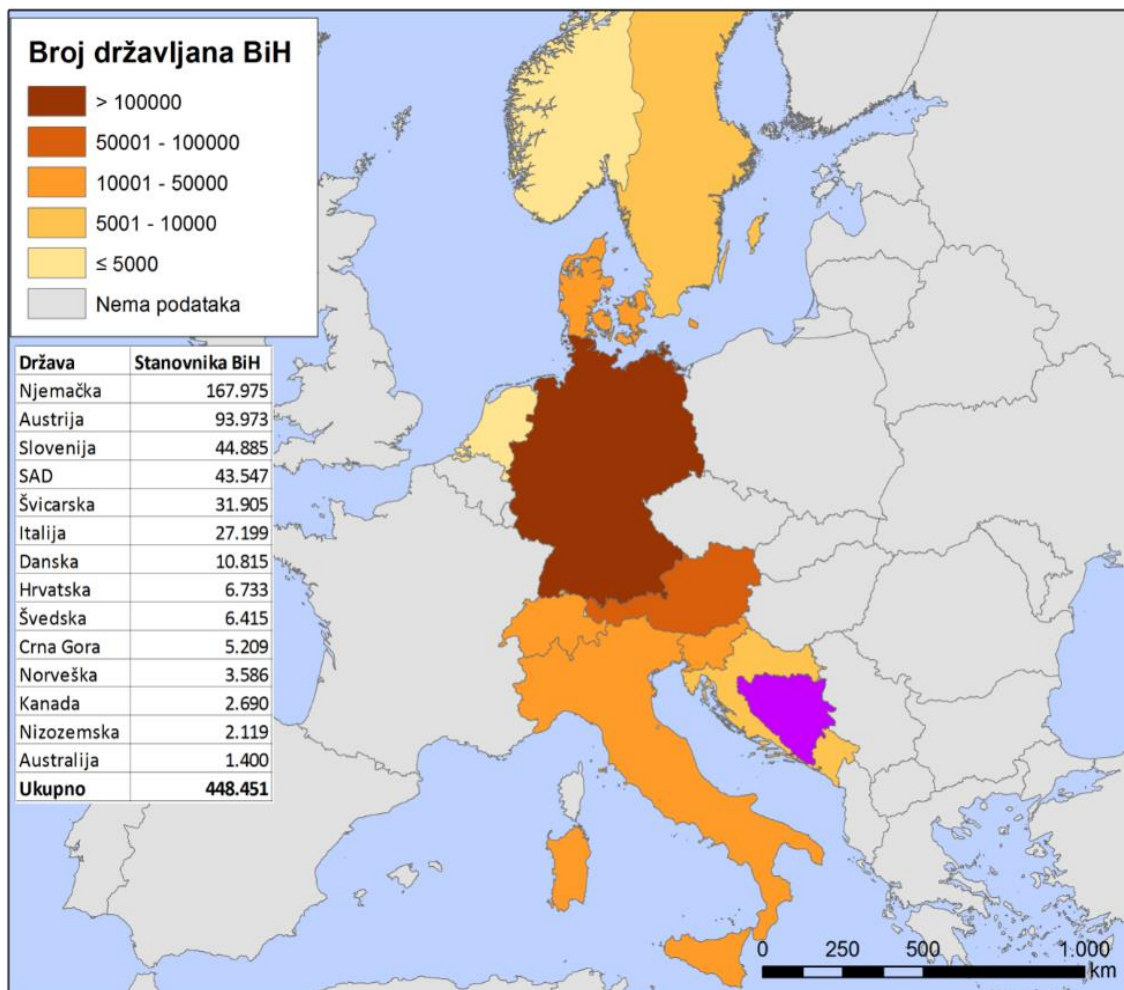 Broj državljana BiH
> 100000
50001 - 100000
10001 - 50000
5001 - 10000
≤ 5000
Nema podataka
Država Stanovnika BiH
Njemačka 167.975
Austrija 93.973
Slovenija 44.885
SAD 43.547
Švicarska 31.905
Italija 27.199
Danska 10.815
Hrvatska 6.733
Švedska 6.415
Crna Gora 5.209
Norveška 3.586
Kanada 2.690
Nizozemska 2.119
Australija 1.400
Ukupno 448.451
0 250 500 1.000
km